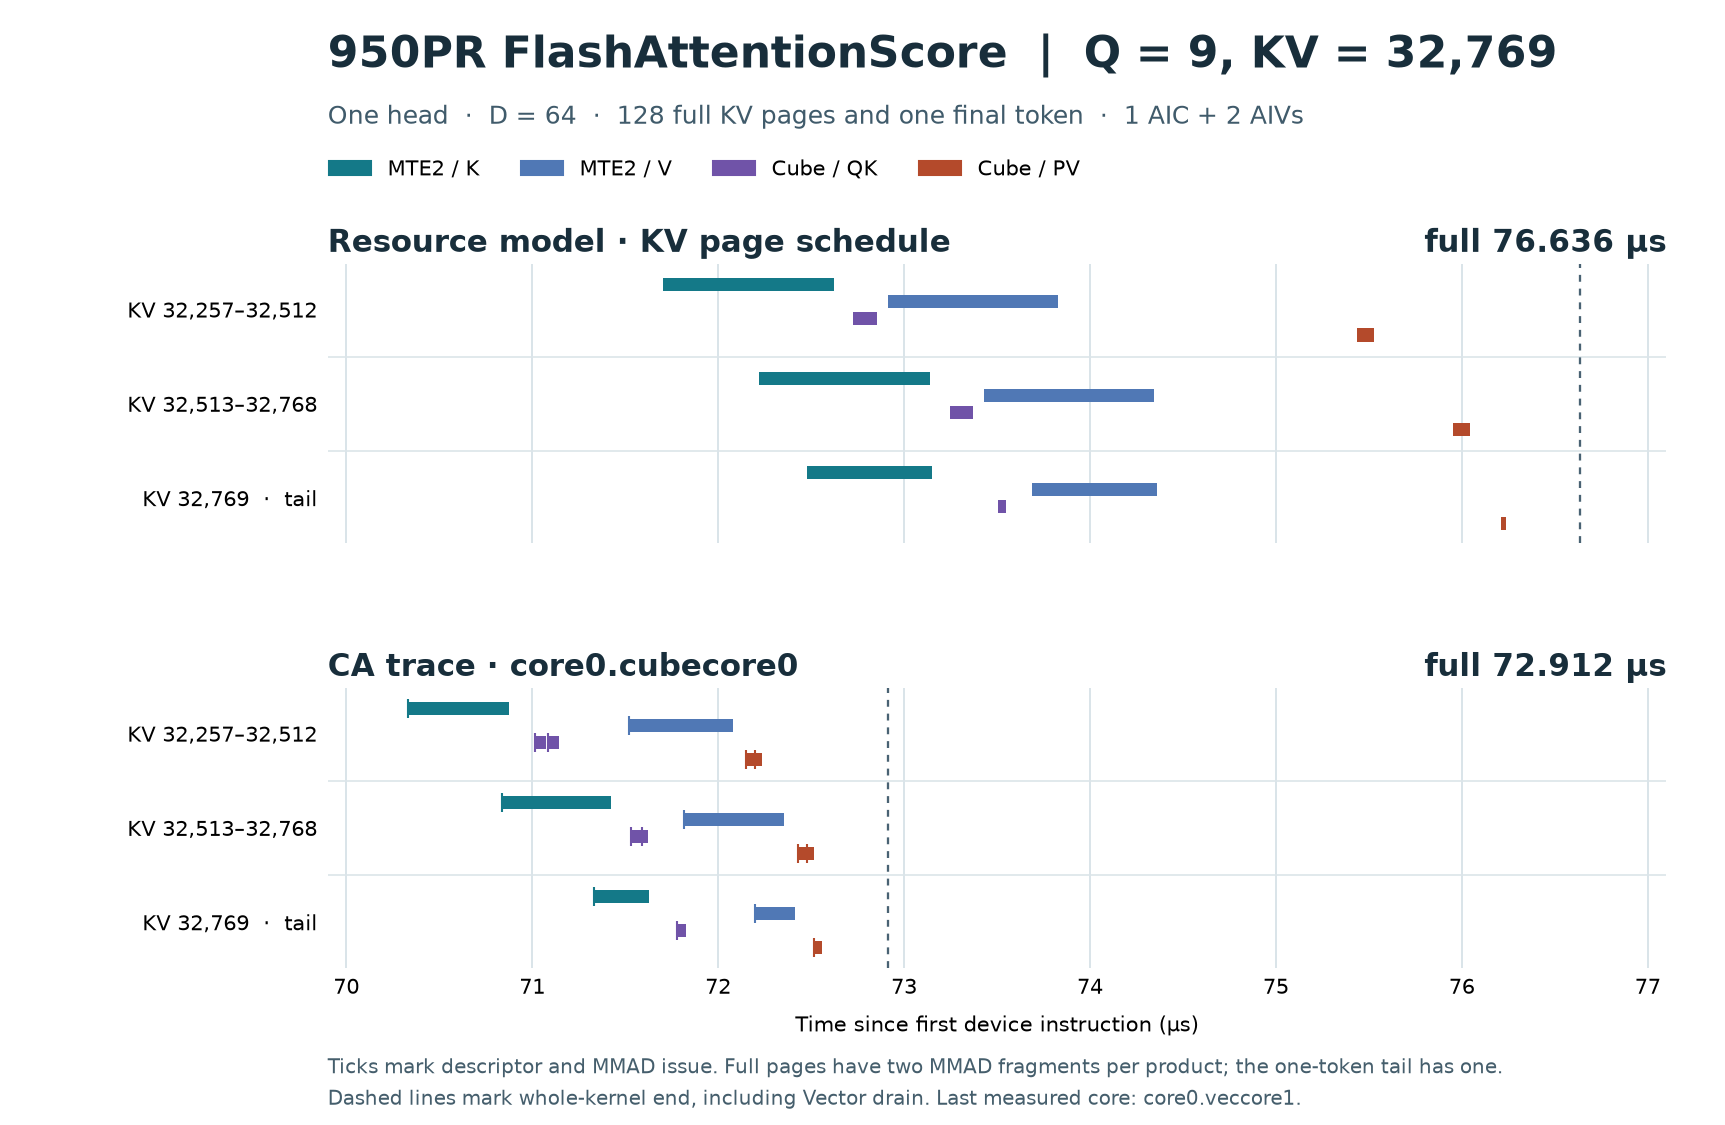 950PR FlashAttentionScore | Q = 9, KV = 32,769
One head · D = 64 · 128 full KV pages and one final token · 1 AIC + 2 AIVs
MTE2 / K MTE2 / V Cube / QK Cube / PV
Resource model · KV page schedule full 76.636 µs
KV 32,257–32,512
KV 32,513–32,768
KV 32,769 · tail
CA trace · core0.cubecore0 full 72.912 µs
KV 32,257–32,512
KV 32,513–32,768
KV 32,769 · tail
70 71 72 73 74 75 76 77
Time since first device instruction (µs)
Ticks mark descriptor and MMAD issue. Full pages have two MMAD fragments per product; the one-token tail has one.
Dashed lines mark whole-kernel end, including Vector drain. Last measured core: core0.veccore1.